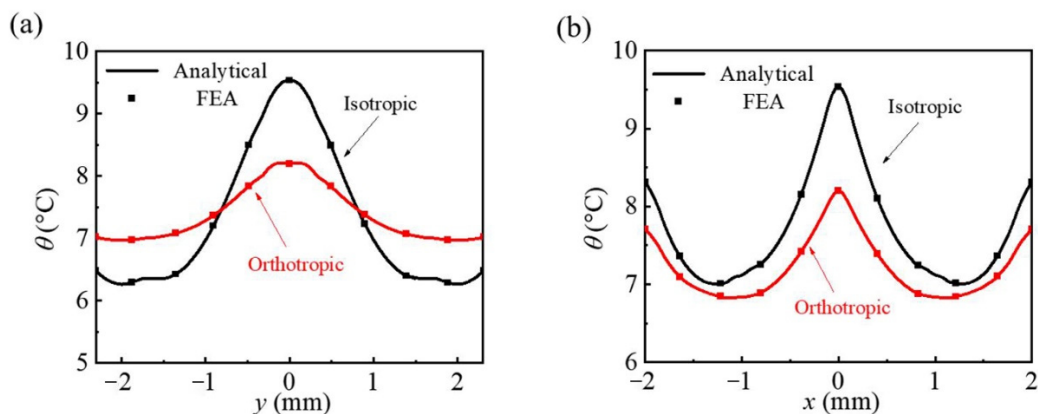 (a)
10
9
8
7
6
5
θ (°C)
Analytical
FEA
Isotropic
Orthotropic
−2
−1
0
1
2
y (mm)
(b)
10
9
8
7
6
θ (°C)
Analytical
FEA
Isotropic
Orthotropic
−2
−1
0
1
2
x (mm)